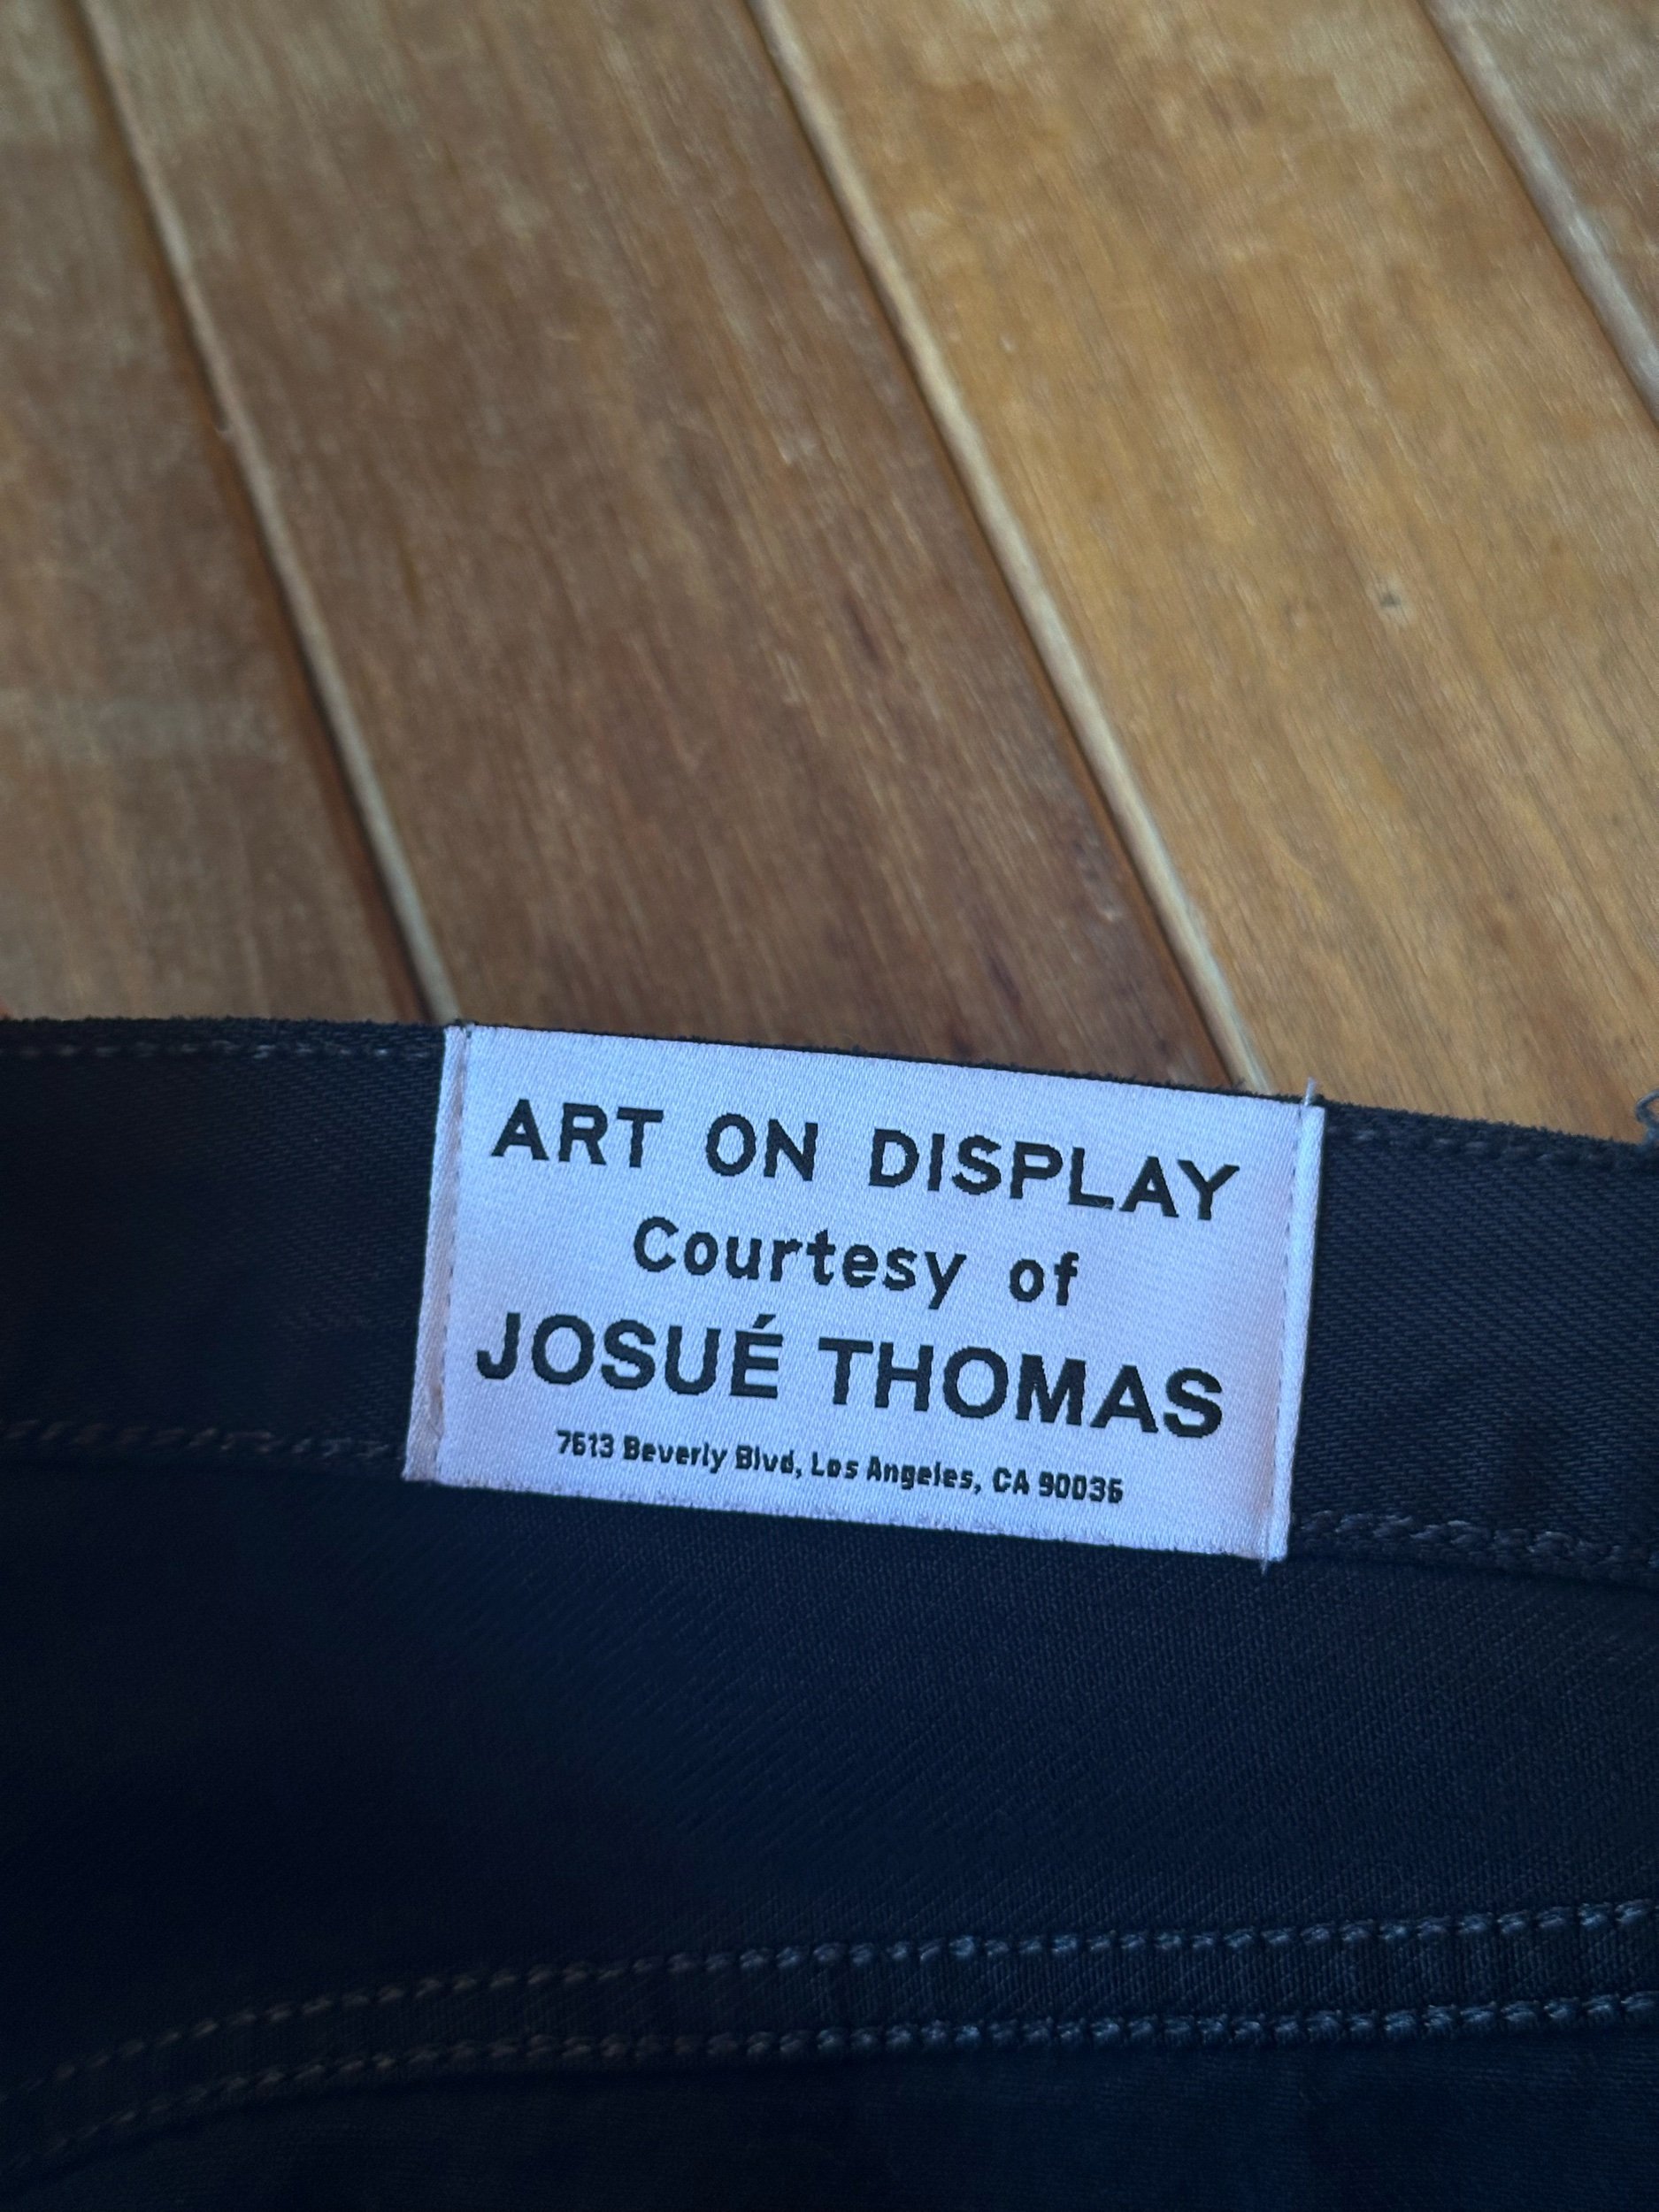 ART ON DISPLAY
Courtesy of
JOSUÉ THOMAS
7613 Beverly Blvd, Los Angeles, CA 90036